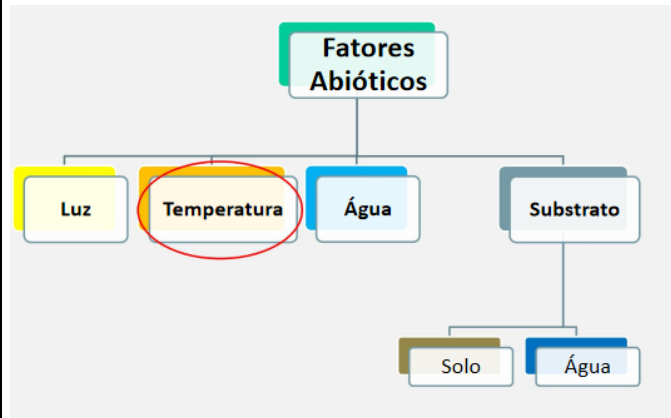 Fatores
Abióticos
Luz
Temperatura
Água
Substrato
Solo
Água